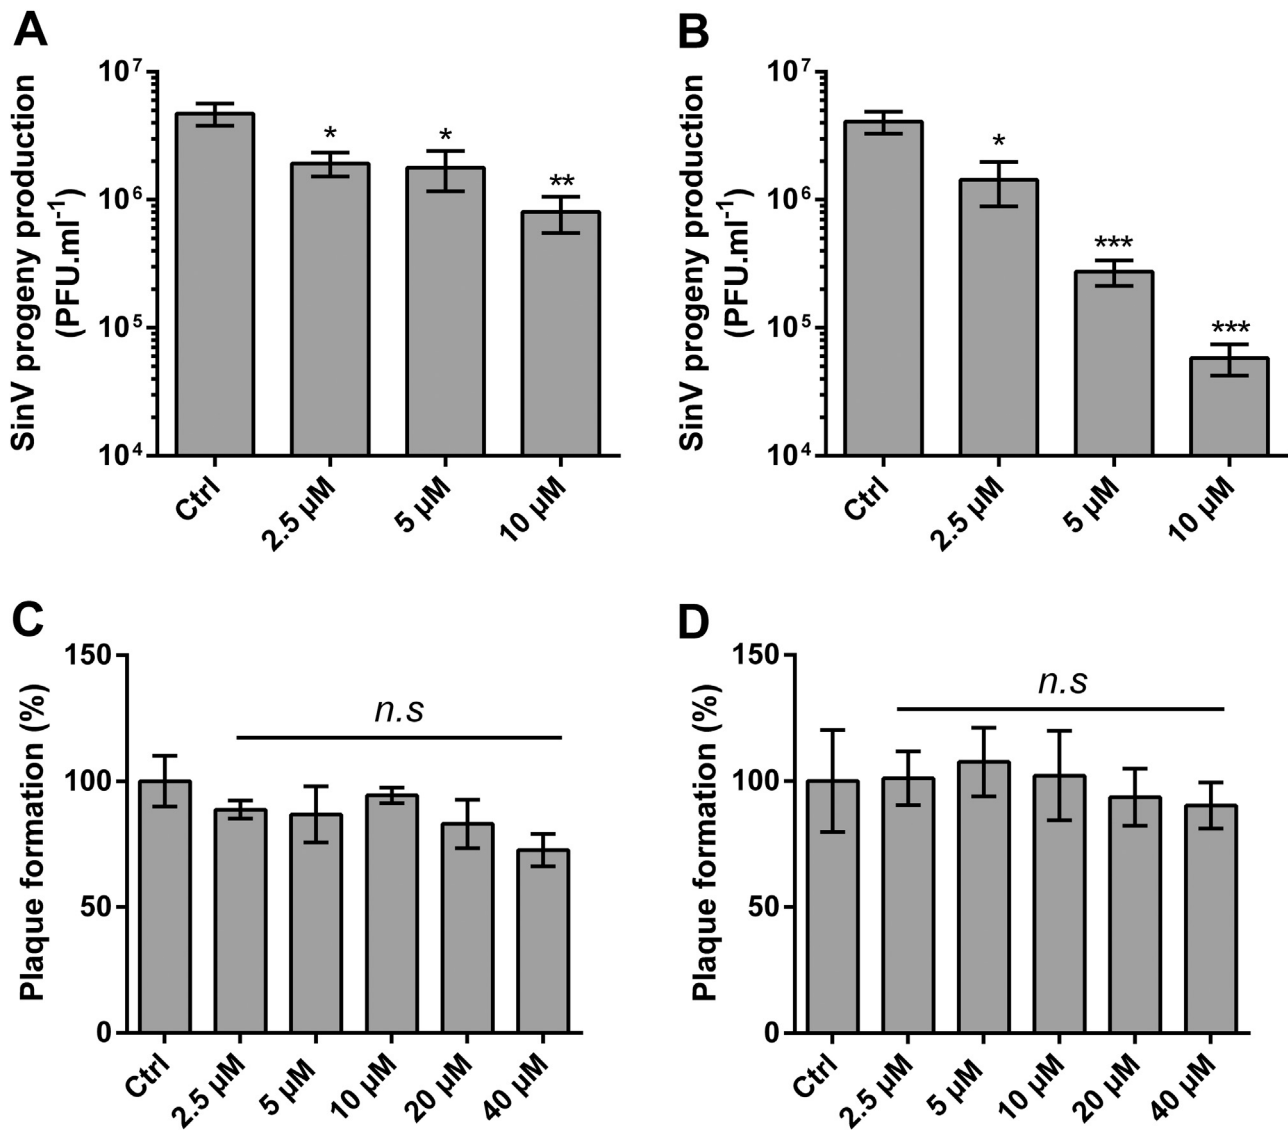 A
SinV progeny production
(PFU.ml⁻¹)
10⁷
10⁶
10⁵
10⁴
*
*
**
Ctrl
2.5 µM
5 µM
10 µM
B
SinV progeny production
(PFU.ml⁻¹)
10⁷
10⁶
10⁵
10⁴
*
***
***
Ctrl
2.5 µM
5 µM
10 µM
C
Plaque formation (%)
150
100
50
0
n.s
Ctrl
2.5 µM
5 µM
10 µM
20 µM
40 µM
D
Plaque formation (%)
150
100
50
0
n.s
Ctrl
2.5 µM
5 µM
10 µM
20 µM
40 µM